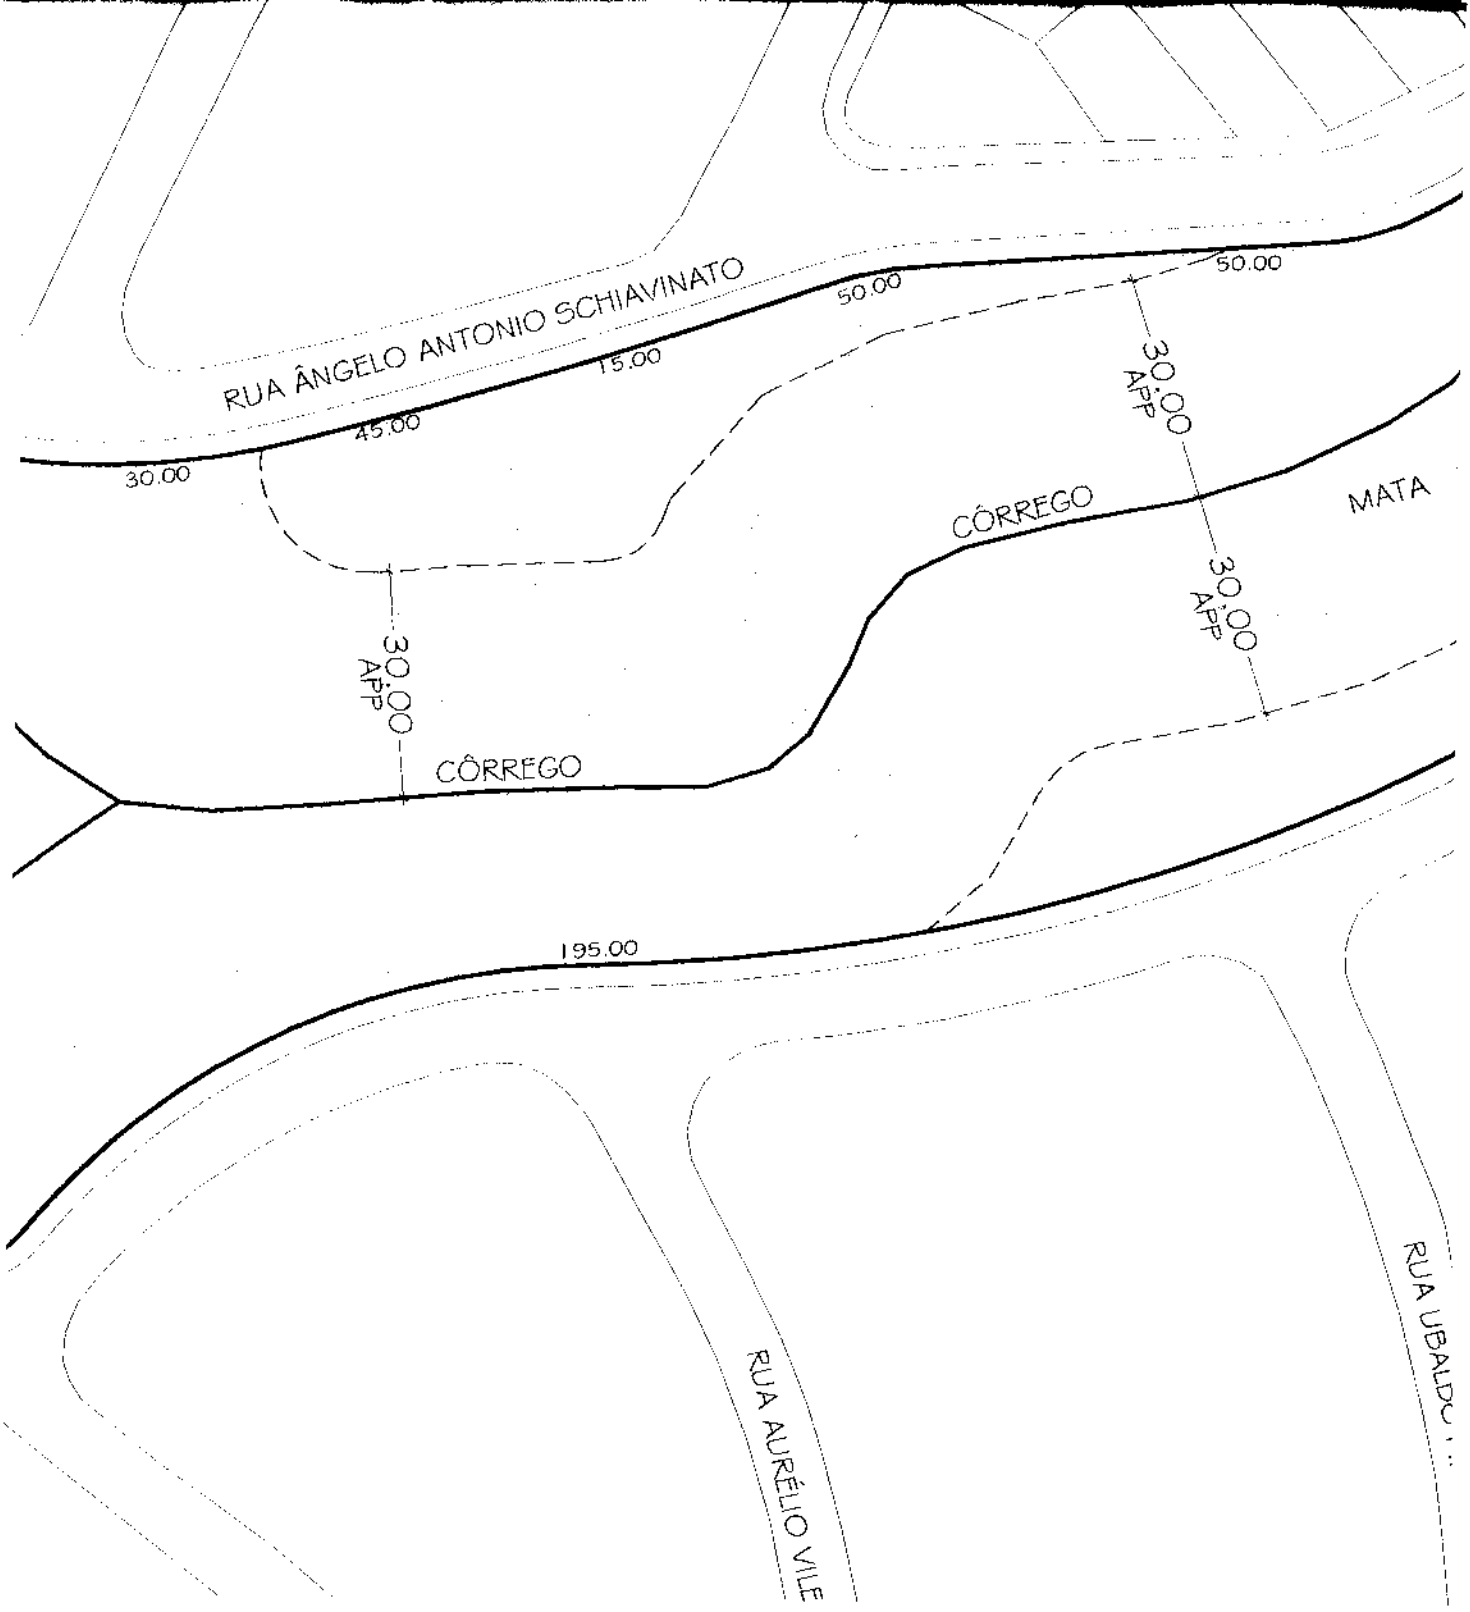 RUA ÂNGELO ANTONIO SCHIAVINATO
50.00
50.00
15.00
45.00
30.00
30.00
APP
CÔRREGO
MATA
30.00
APP
30.00
APP
CÔRREGO
195.00
RUA UBALDO
RUA AURÉLIO VILE